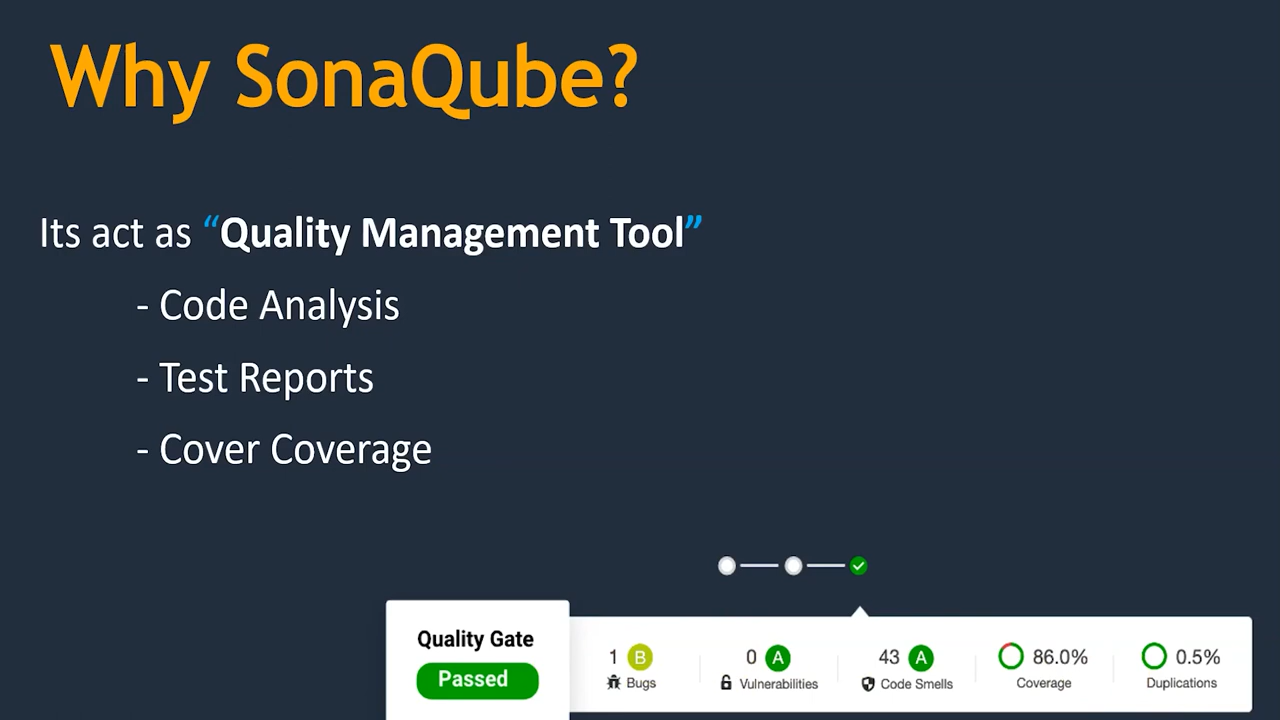 Why SonaQube?
Its act as “Quality Management Tool”
- Code Analysis
- Test Reports
- Cover Coverage
Quality Gate
Passed
1 B
Bugs
0 A
Vulnerabilities
43 A
Code Smells
86.0%
Coverage
0.5%
Duplications